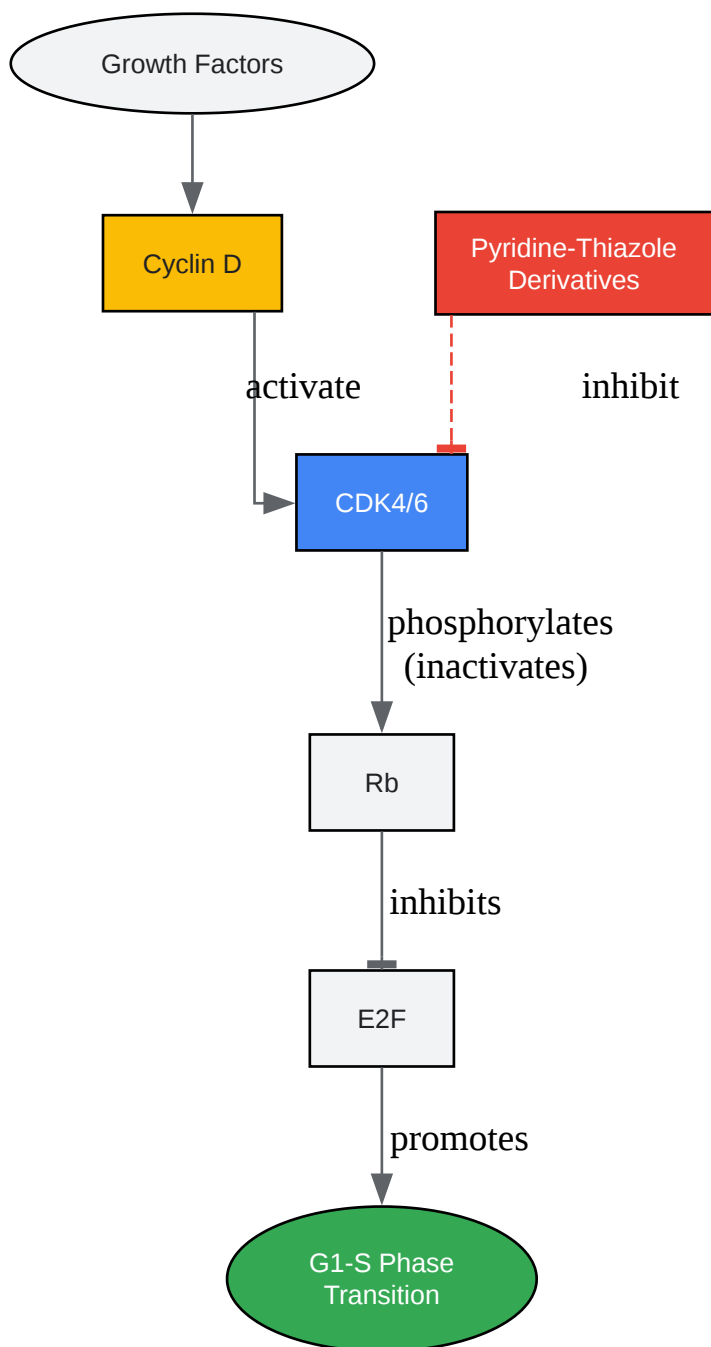 Growth Factors
Cyclin D
Pyridine-Thiazole
Derivatives
activate
inhibit
CDK4/6
phosphorylates
(inactivates)
Rb
inhibits
E2F
promotes
G1-S Phase
Transition